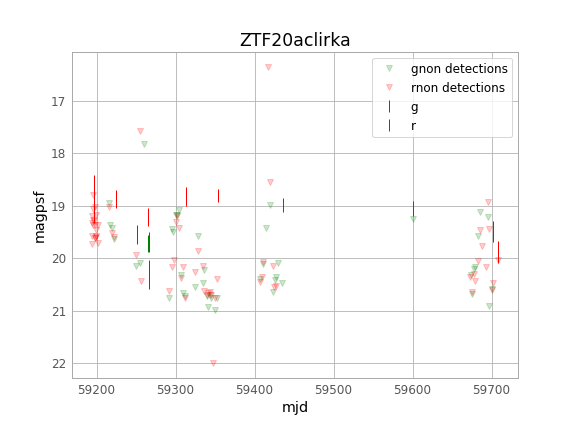 ZTF20aclirka
gnon detections
rnon detections
g
r
magpsf
17
18
19
20
21
22
59200 59300 59400 59500 59600 59700
mjd